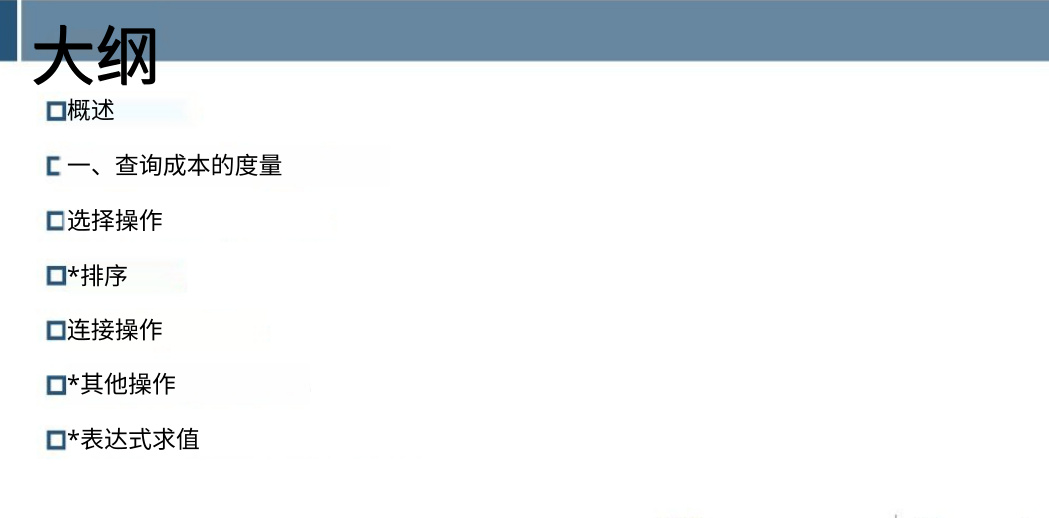 大纲
概述
一、查询成本的度量
选择操作
*排序
连接操作
*其他操作
*表达式求值